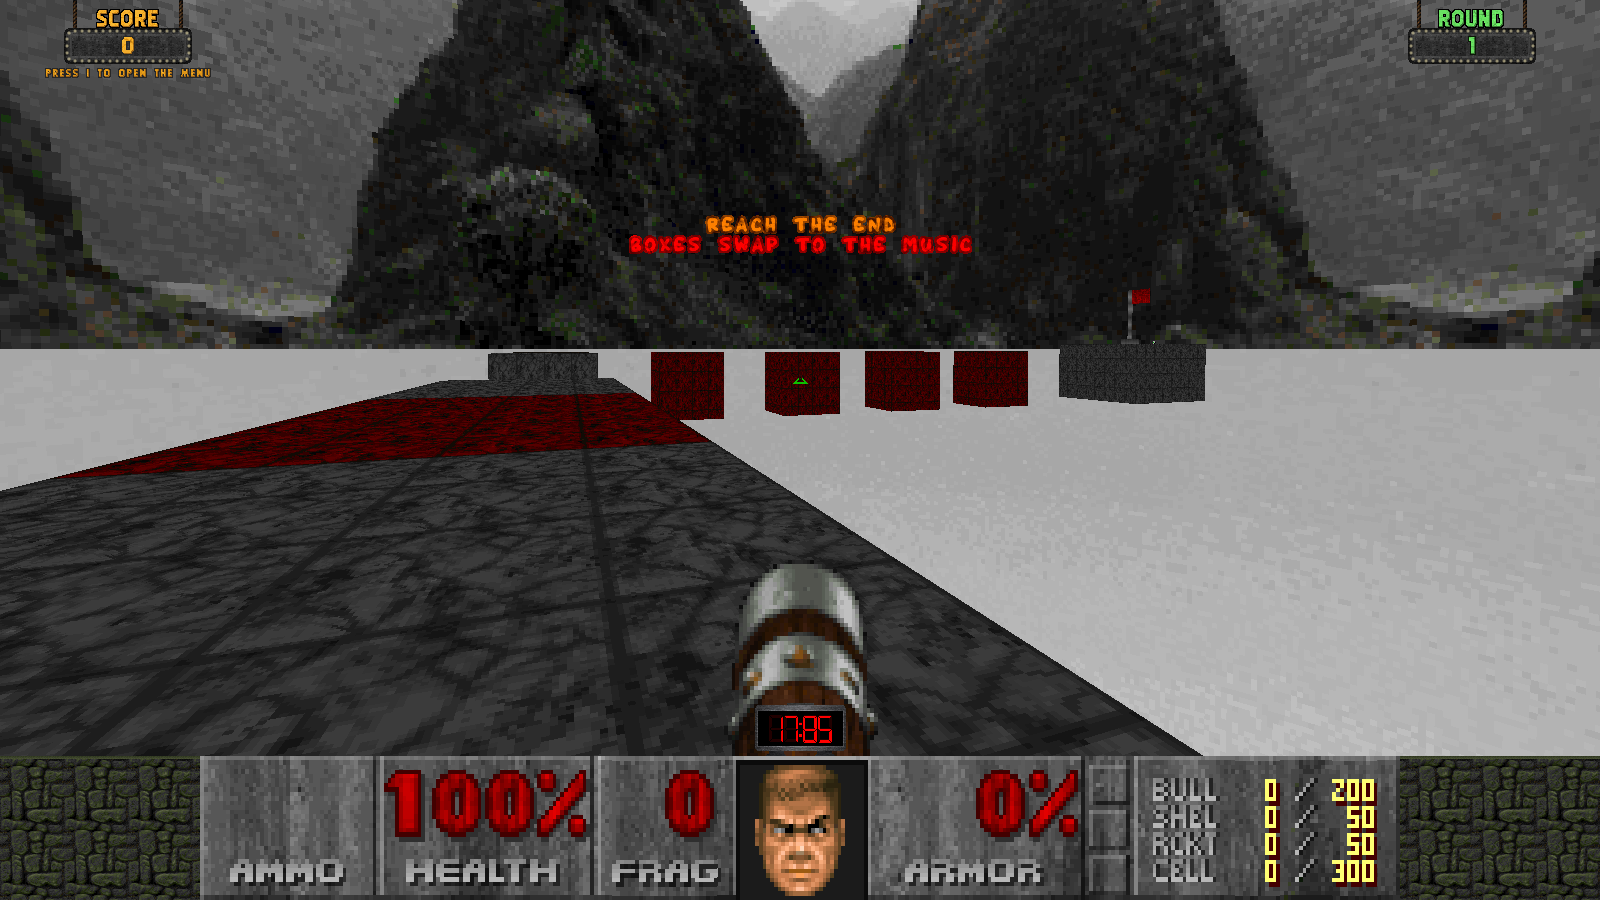 SCORE
0
PRESS I TO OPEN THE MENU
ROUND
1
REACH THE END
BOXES SWAP TO THE MUSIC
17:85
AMMO
100%
HEALTH
0
FRAG
0%
ARMOR
BULL 0 / 200
SHEL 0 / 50
RCKT 0 / 50
CELL 0 / 300